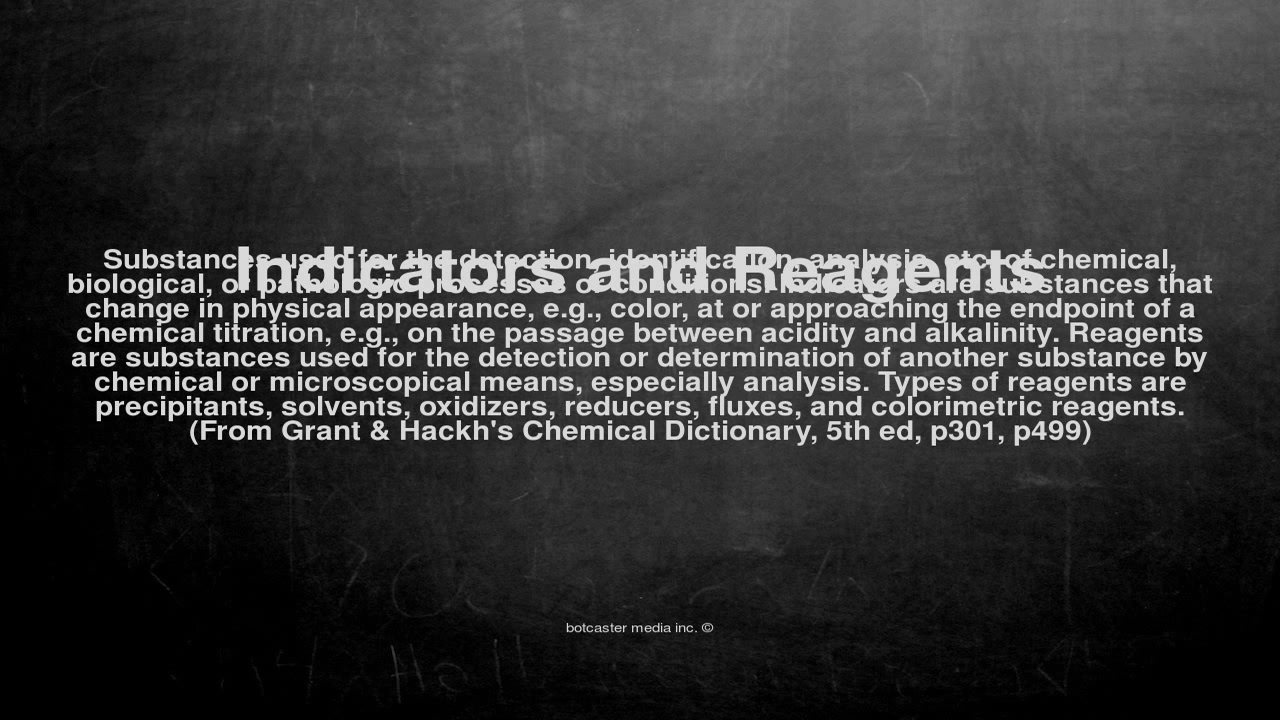 Indicators and Reagents
Substances used for the detection, identification, analysis, etc. of chemical,
biological, or pathologic processes or conditions. Indicators are substances that
change in physical appearance, e.g., color, at or approaching the endpoint of a
chemical titration, e.g., on the passage between acidity and alkalinity. Reagents
are substances used for the detection or determination of another substance by
chemical or microscopical means, especially analysis. Types of reagents are
precipitants, solvents, oxidizers, reducers, fluxes, and colorimetric reagents.
(From Grant & Hackh's Chemical Dictionary, 5th ed, p301, p499)
botcaster media inc. ©